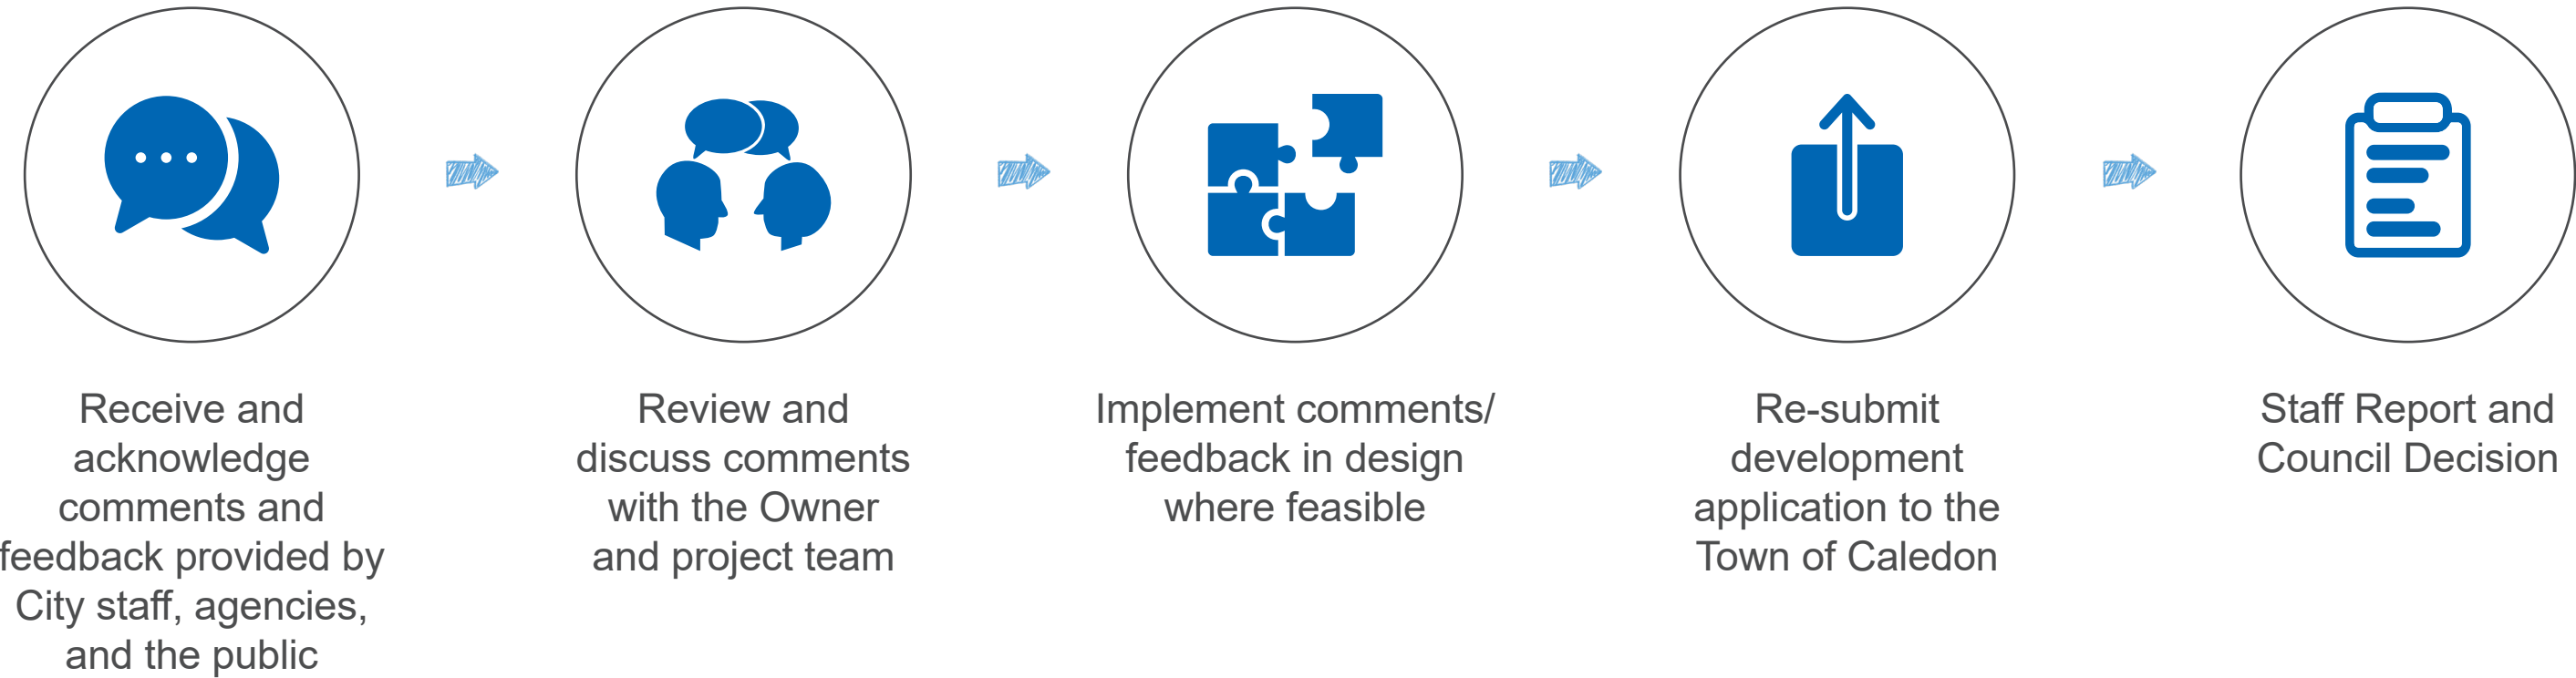 Receive and
acknowledge
comments and
feedback provided by
City staff, agencies,
and the public
Review and
discuss comments
with the Owner
and project team
Implement comments/
feedback in design
where feasible
Re-submit
development
application to the
Town of Caledon
Staff Report and
Council Decision